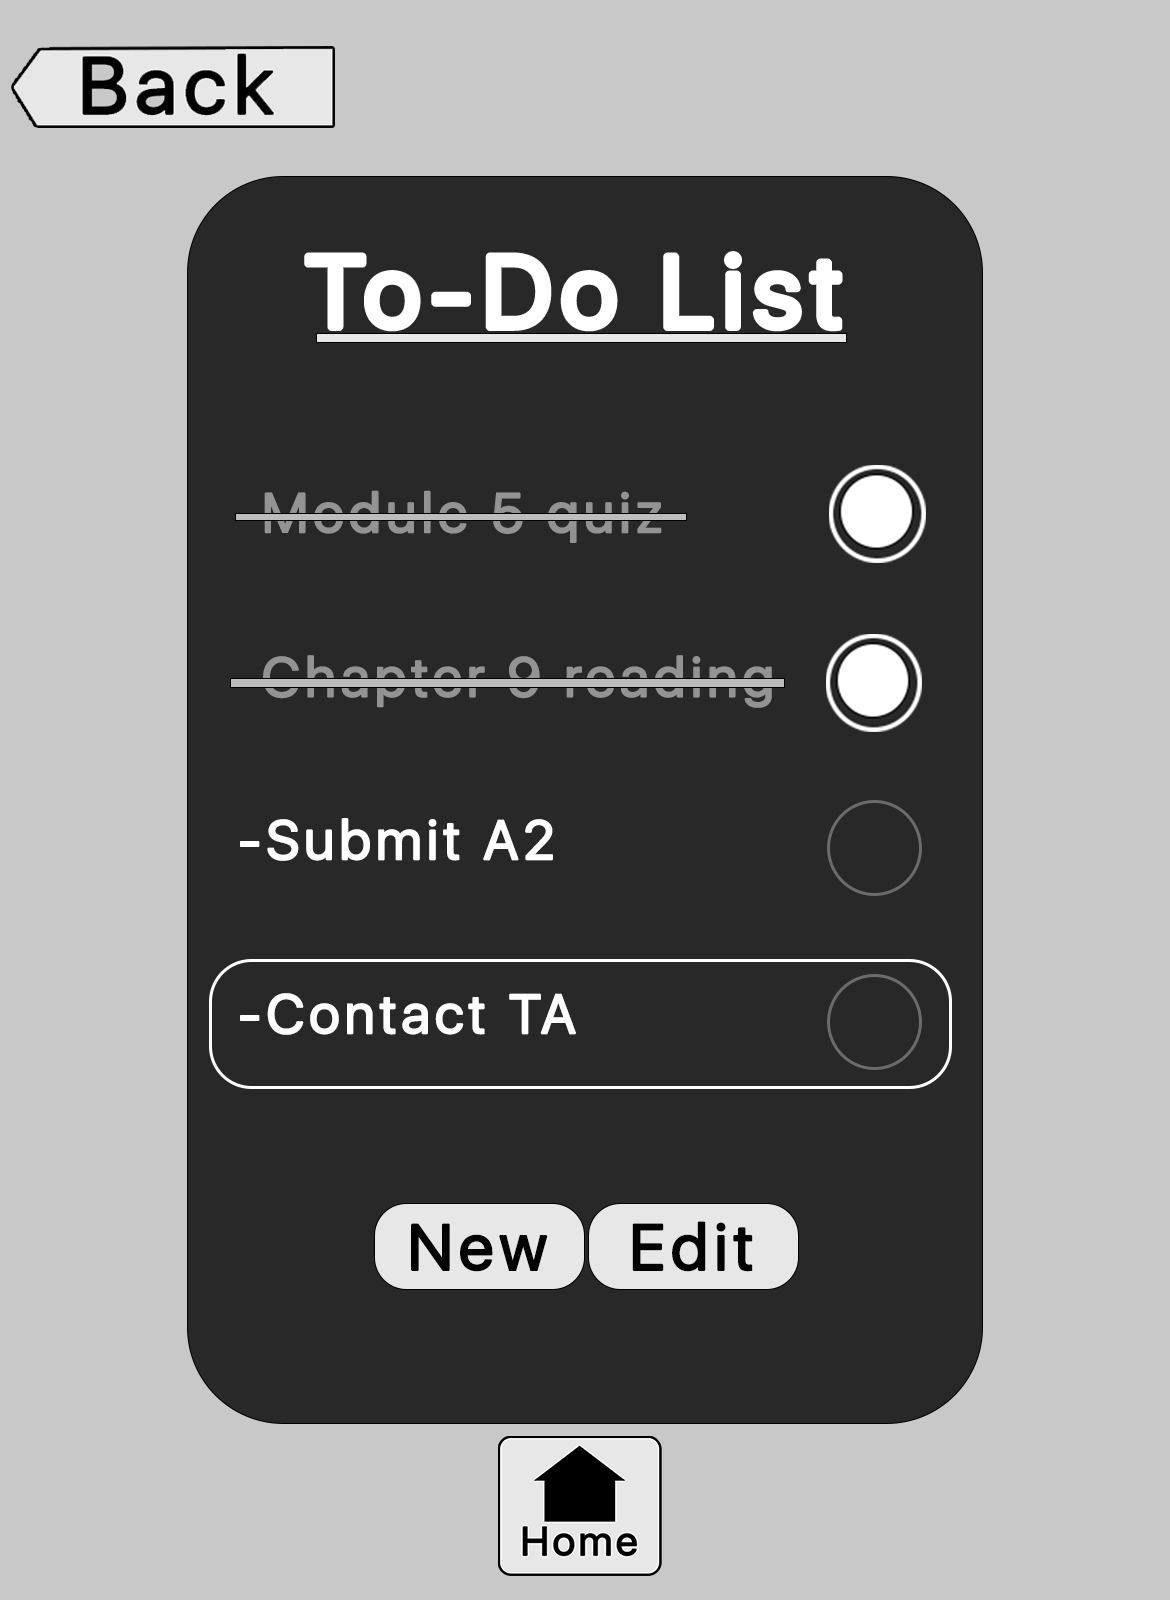 Back
To-Do List
Module 5 quiz
Chapter 9 reading
-Submit A2
-Contact TA
New Edit
Home